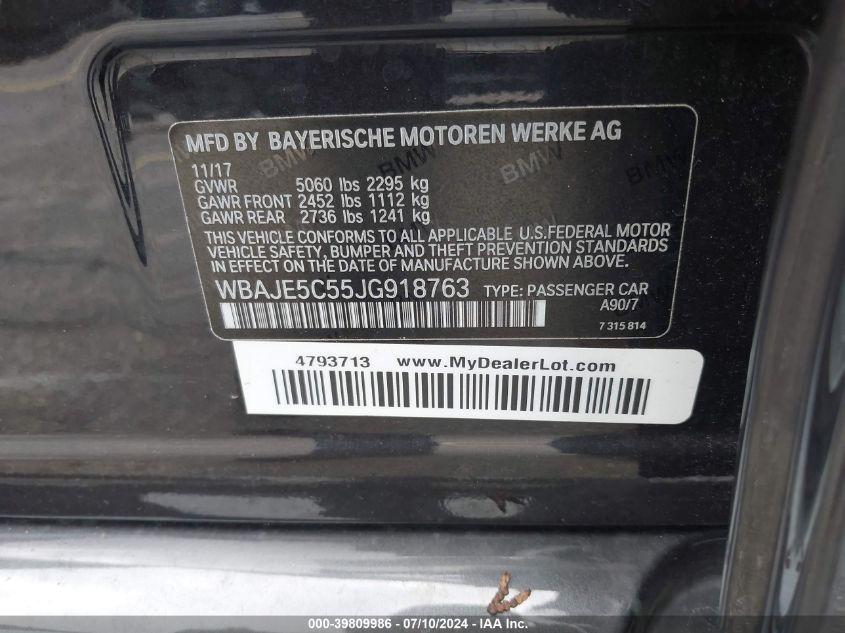 MFD BY BAYERISCHE MOTOREN WERKE AG
11/17
GVWR 5060 lbs 2295 kg
GAWR FRONT 2452 lbs 1112 kg
GAWR REAR 2736 lbs 1241 kg
THIS VEHICLE CONFORMS TO ALL APPLICABLE U.S.FEDERAL MOTOR
VEHICLE SAFETY, BUMPER AND THEFT PREVENTION STANDARDS
IN EFFECT ON THE DATE OF MANUFACTURE SHOWN ABOVE.
WBAJE5C55JG918763 TYPE: PASSENGER CAR
A90/7
7 315 814
4793713 www.MyDealerLot.com
000-39809986 - 07/10/2024 - IAA Inc.
BMW
BMW
BMW